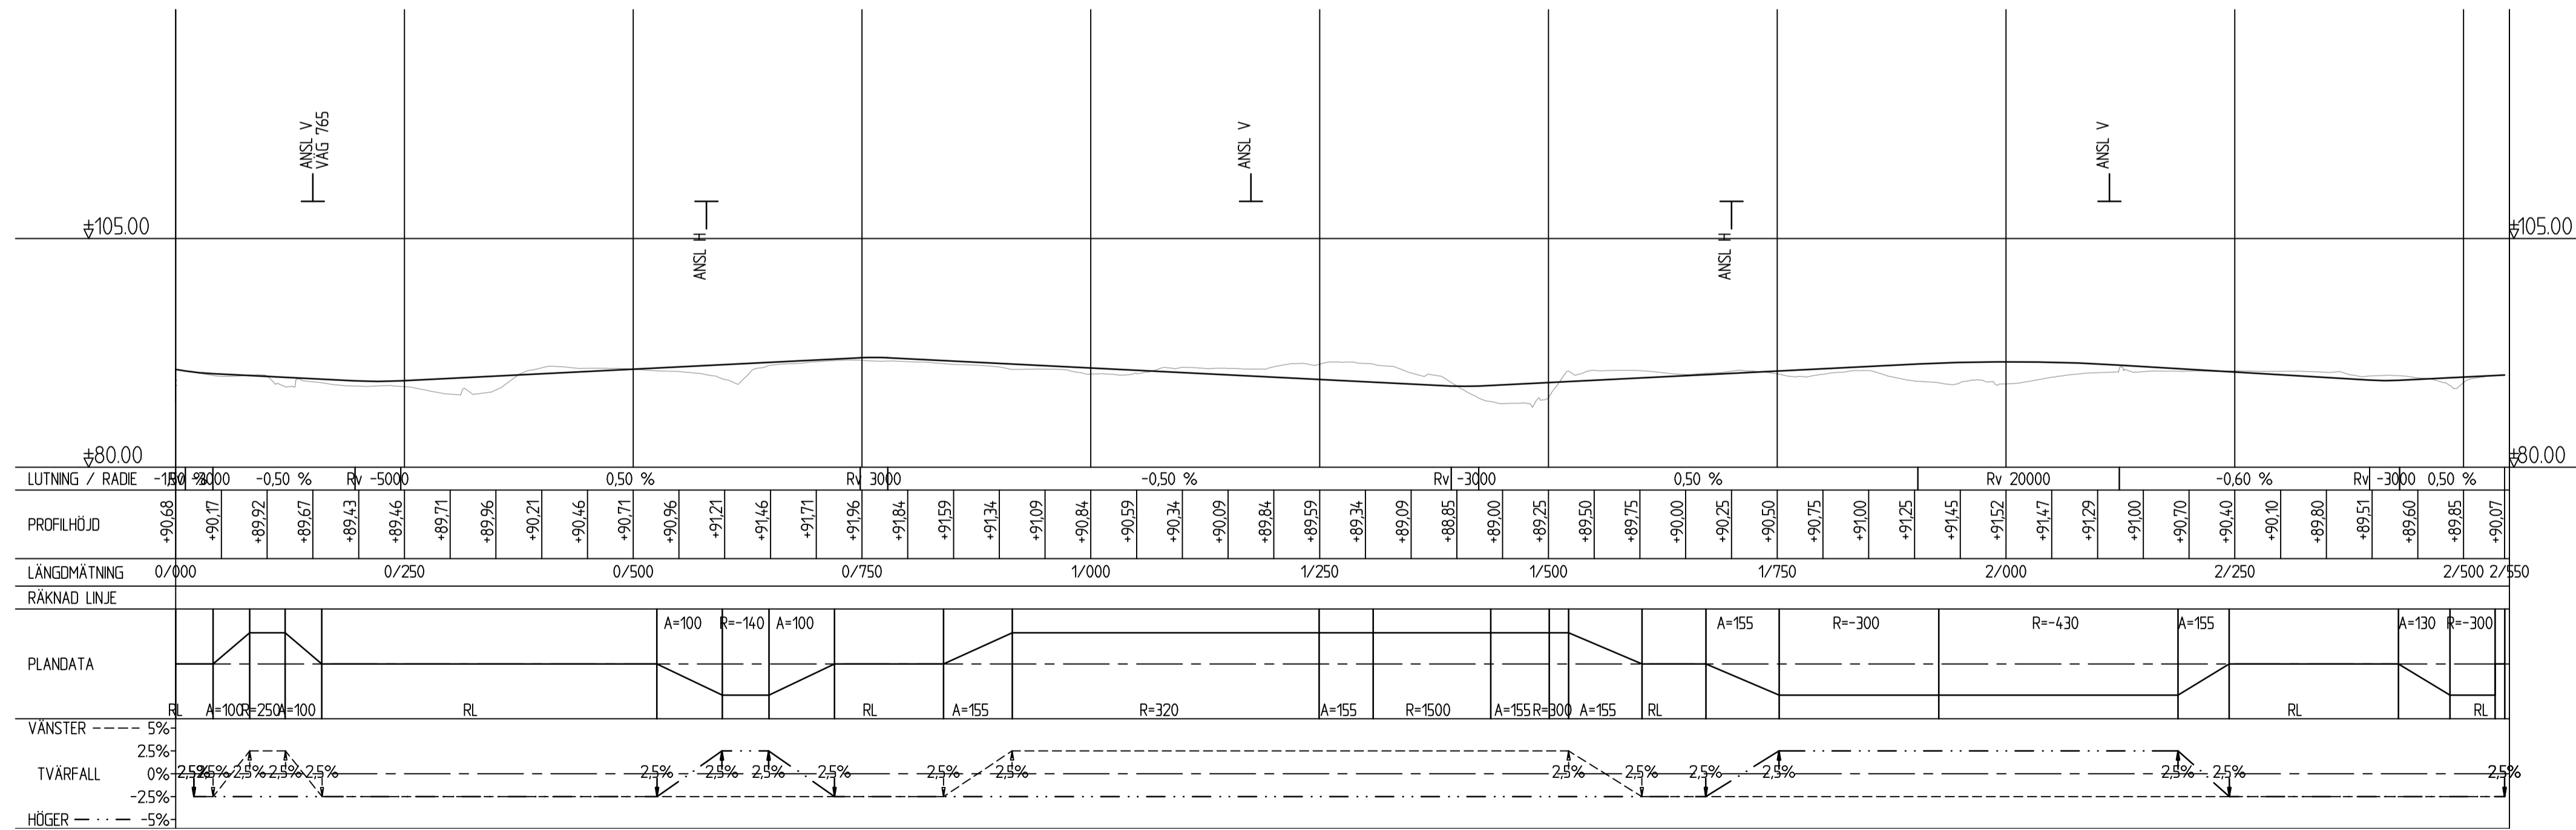 ANSL V
VÄG 765
ANSL V
ANSL V
ANSL H
ANSL H
±105.00 ±105.00
±80.00 ±80.00
LUTNING / RADIE -1,50 % Rv -3000 -0,50 % Rv -5000 0,50 % Rv 3000 -0,50 % Rv -3000 0,50 % Rv 20000 -0,60 % Rv -3000 0,50 %
PROFILHÖJD +90,68 +90,17 +89,92 +89,67 +89,43 +89,46 +89,71 +89,96 +90,21 +90,46 +90,71 +90,96 +91,21 +91,46 +91,71 +91,96 +91,84 +91,59 +91,34 +91,09 +90,84 +90,59 +90,34 +90,09 +89,84 +89,59 +89,34 +89,09 +88,85 +89,00 +89,25 +89,50 +89,75 +90,00 +90,25 +90,50 +90,75 +91,00 +91,25 +91,45 +91,52 +91,47 +91,29 +91,00 +90,70 +90,40 +90,10 +89,80 +89,51 +89,60 +89,85 +90,07
LÄNGDMÄTNING 0/000 0/250 0/500 0/750 1/000 1/250 1/500 1/750 2/000 2/250 2/500 2/550
RÄKNAD LINJE
A=100 R=-140 A=100 A=155 R=-300 R=-430 A=155 A=130 R=-300
PLANDATA
RL A=100 R=250 A=100 RL RL A=155 R=320 A=155 R=1500 A=155 R=300 A=155 RL RL RL
VÄNSTER 5%
2.5%
TVÄRFALL 0% 2,5% 2,5% 2,5% 2,5% 2,5% 2,5% 2,5% 2,5% 2,5% 2,5% 2,5% 2,5% 2,5% 2,5% 2,5% 2,5% 2,5% 2,5%
-2.5%
HÖGER -5%